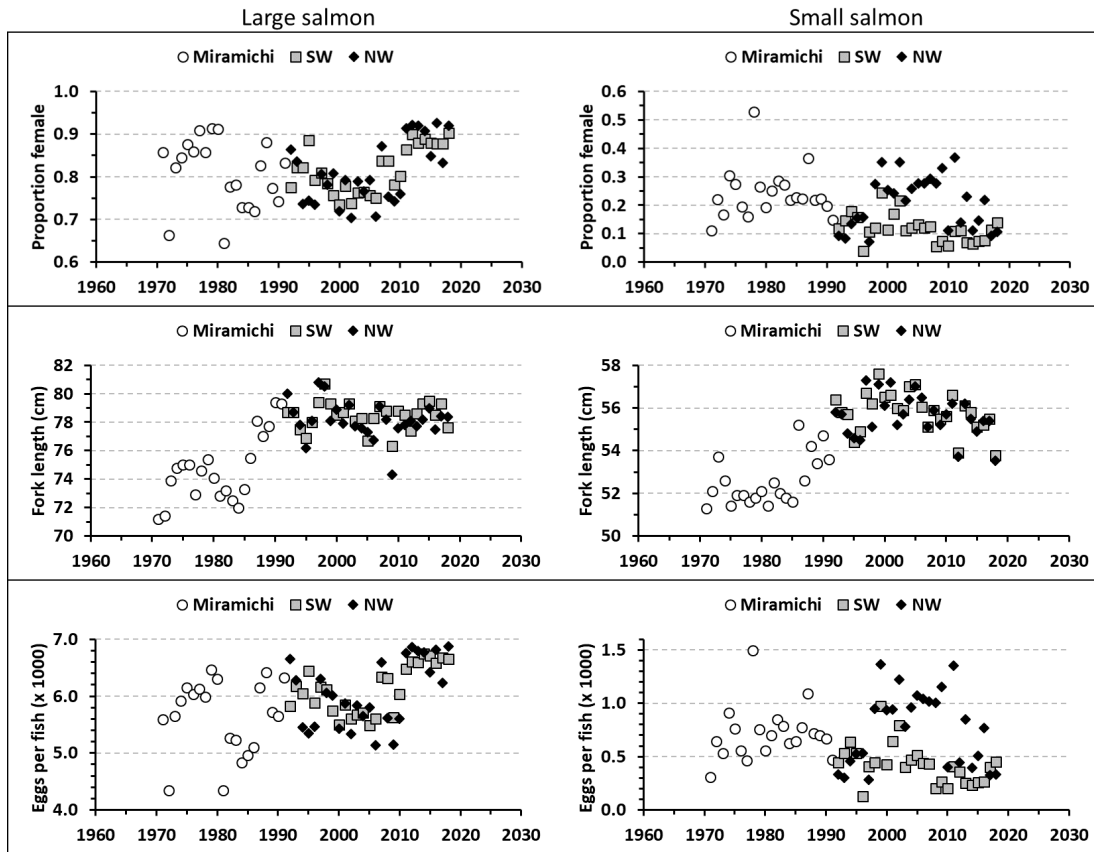 Large salmon
Small salmon
Miramichi SW NW
Proportion female
1.0
0.9
0.8
0.7
0.6
1960 1970 1980 1990 2000 2010 2020 2030
Miramichi SW NW
Proportion female
0.6
0.5
0.4
0.3
0.2
0.1
0.0
1960 1970 1980 1990 2000 2010 2020 2030
Miramichi SW NW
Fork length (cm)
82
80
78
76
74
72
70
1960 1970 1980 1990 2000 2010 2020 2030
Miramichi SW NW
Fork length (cm)
58
56
54
52
50
1960 1970 1980 1990 2000 2010 2020 2030
Miramichi SW NW
Eggs per fish (x 1000)
7.0
6.0
5.0
4.0
1960 1970 1980 1990 2000 2010 2020 2030
Miramichi SW NW
Eggs per fish (x 1000)
1.5
1.0
0.5
0.0
1960 1970 1980 1990 2000 2010 2020 2030